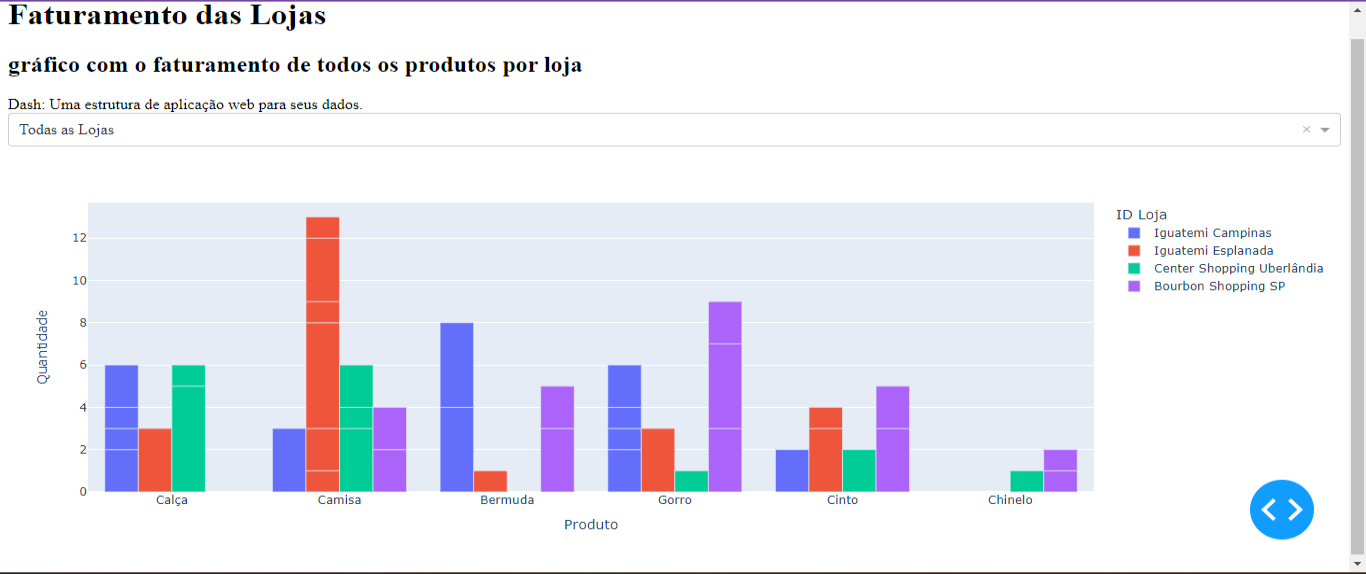 Faturamento das Lojas
gráfico com o faturamento de todos os produtos por loja
Dash: Uma estrutura de aplicação web para seus dados.
Todas as Lojas
ID Loja
Iguatemi Campinas
Iguatemi Esplanada
Center Shopping Uberlândia
Bourbon Shopping SP
Quantidade
12
10
8
6
4
2
0
Calça Camisa Bermuda Gorro Cinto Chinelo
Produto